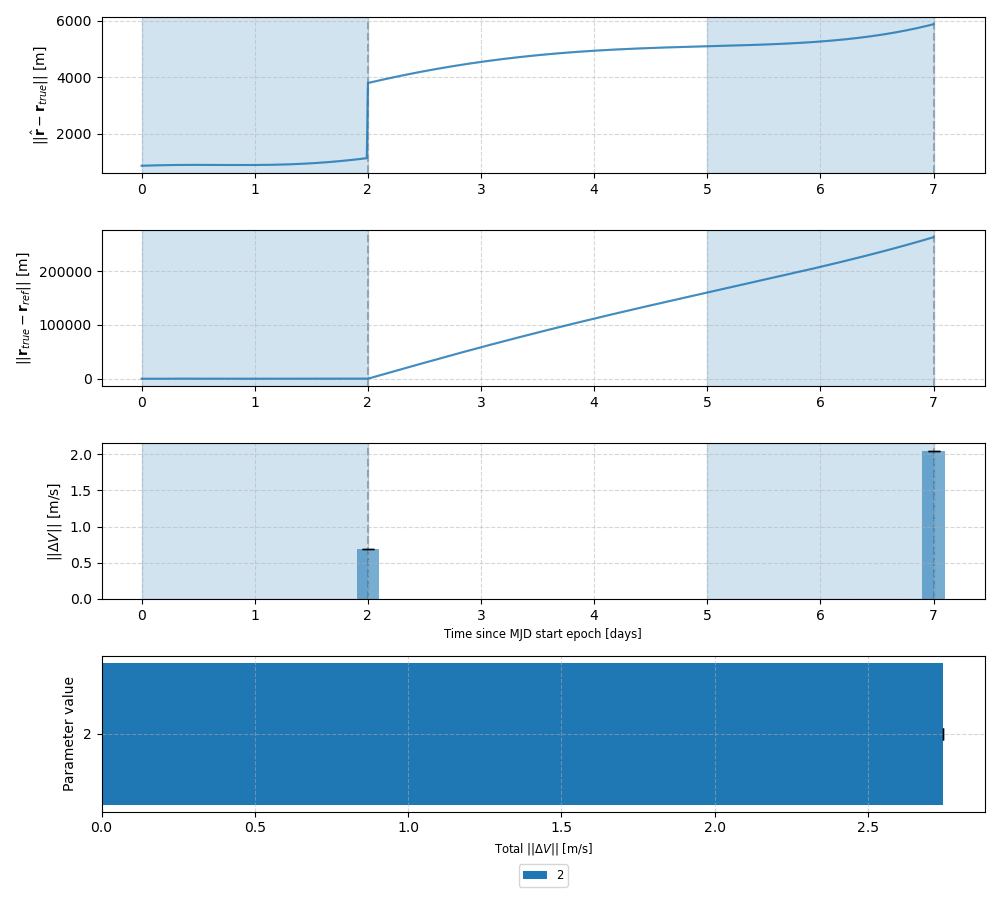 6000
4000
2000
||r̂ − r_true|| [m]
0 1 2 3 4 5 6 7
200000
100000
0
||r_true − r_ref|| [m]
0 1 2 3 4 5 6 7
2.0
1.5
1.0
0.5
0.0
||ΔV|| [m/s]
0 1 2 3 4 5 6 7
Time since MJD start epoch [days]
Parameter value
2
0.0 0.5 1.0 1.5 2.0 2.5
Total ||ΔV|| [m/s]
2